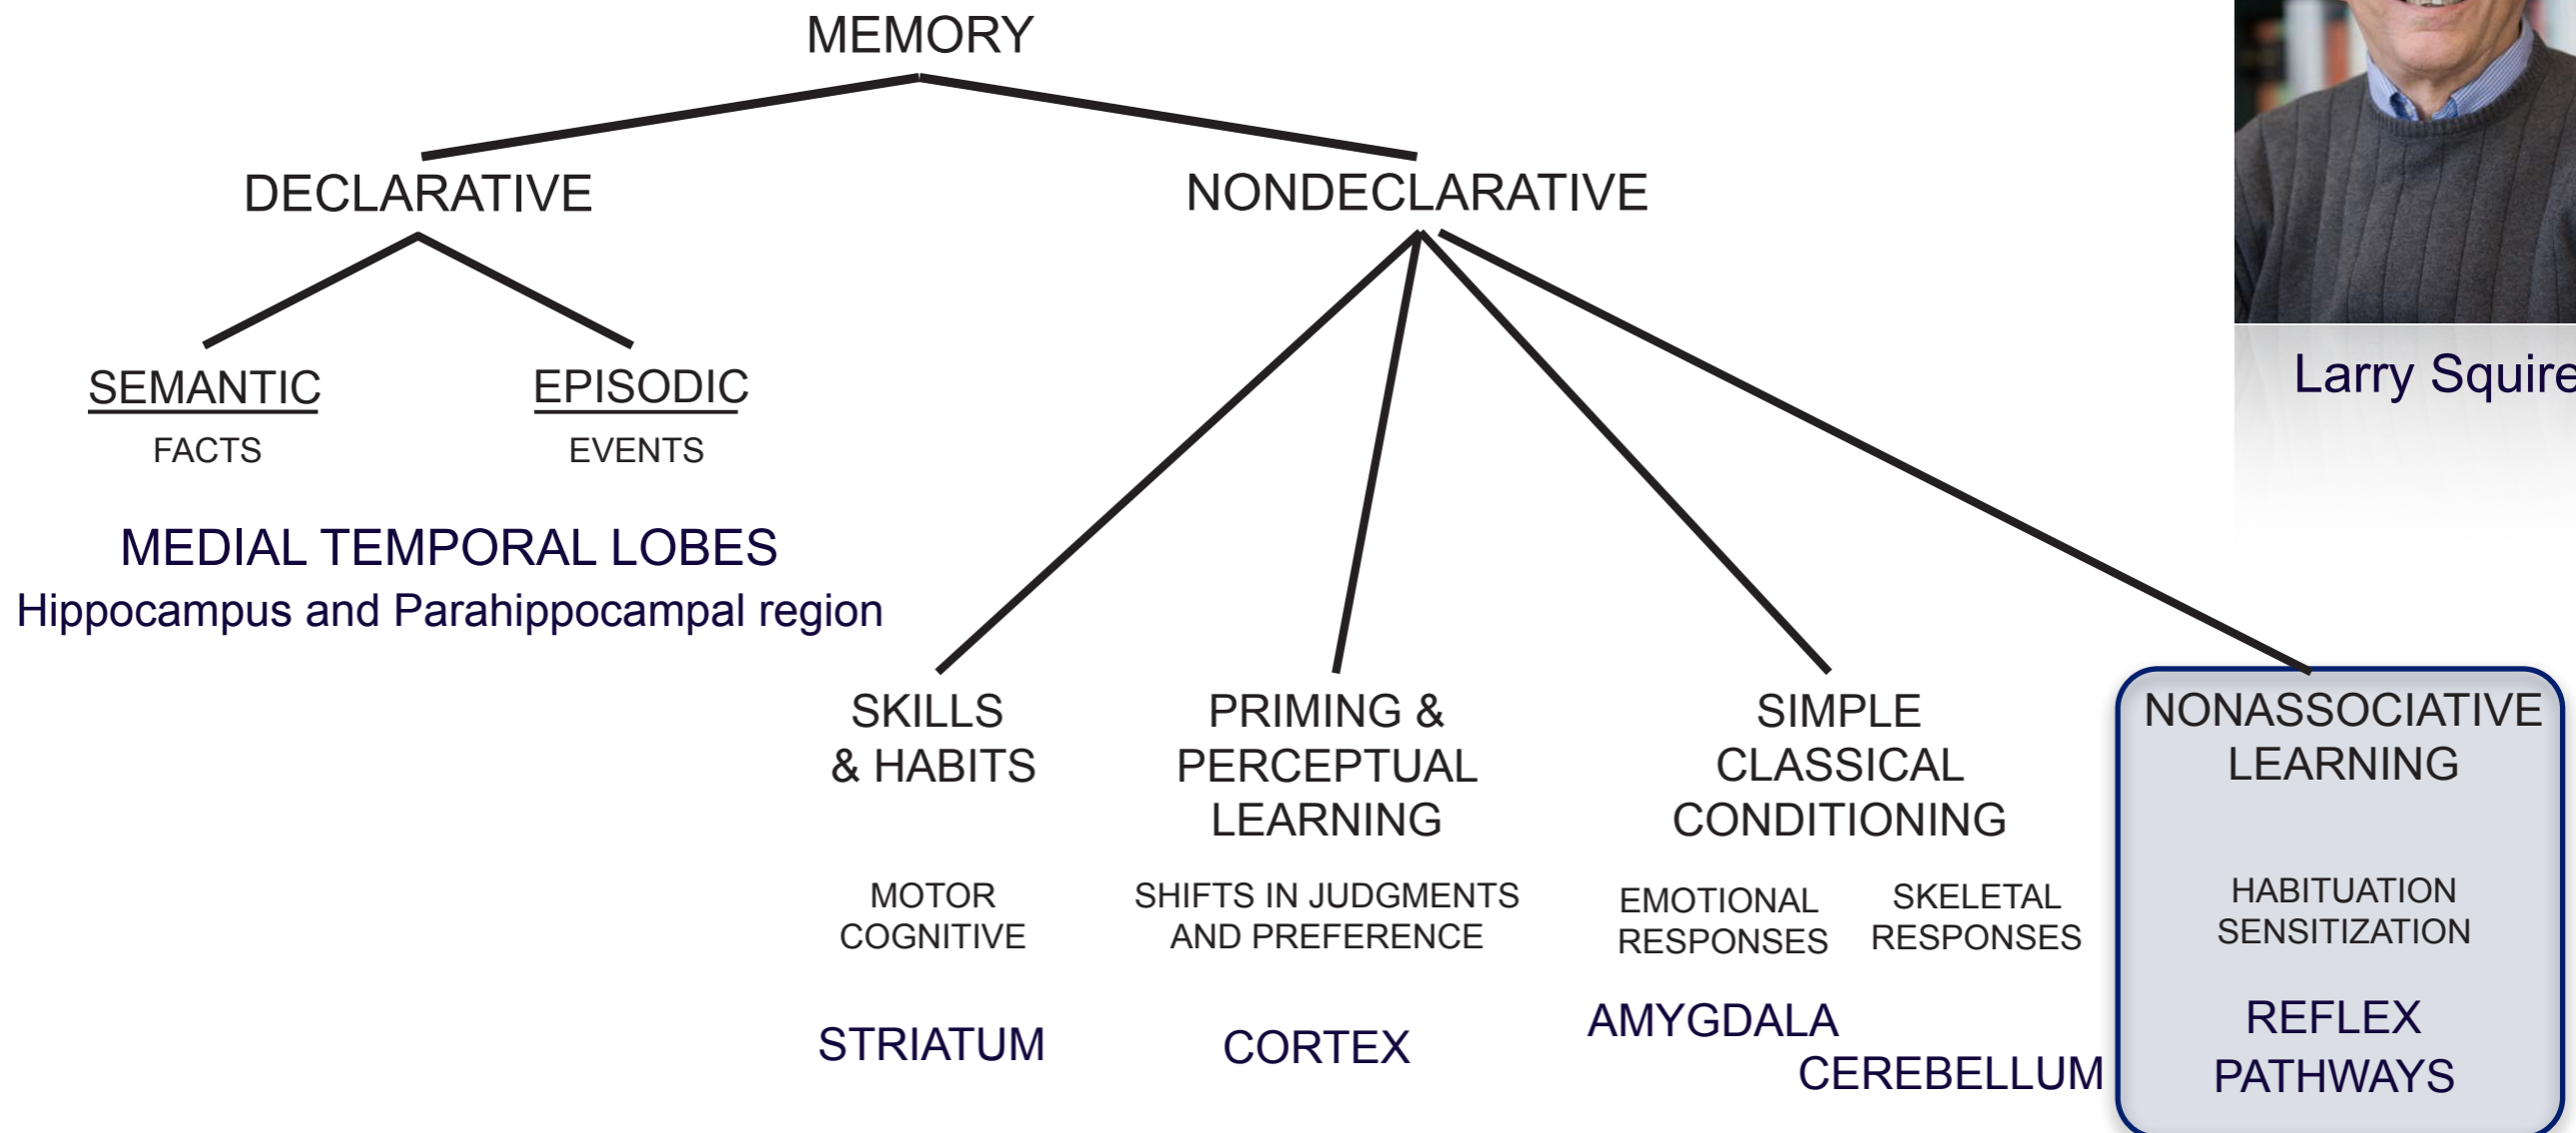 MEMORY
DECLARATIVE
NONDECLARATIVE
SEMANTIC
EPISODIC
FACTS
EVENTS
MEDIAL TEMPORAL LOBES
Hippocampus and Parahippocampal region
Larry Squire
SKILLS
& HABITS
MOTOR
COGNITIVE
STRIATUM
PRIMING &
PERCEPTUAL
LEARNING
SHIFTS IN JUDGMENTS
AND PREFERENCE
CORTEX
SIMPLE
CLASSICAL
CONDITIONING
EMOTIONAL
RESPONSES
SKELETAL
RESPONSES
AMYGDALA
CEREBELLUM
NONASSOCIATIVE
LEARNING
HABITUATION
SENSITIZATION
REFLEX
PATHWAYS